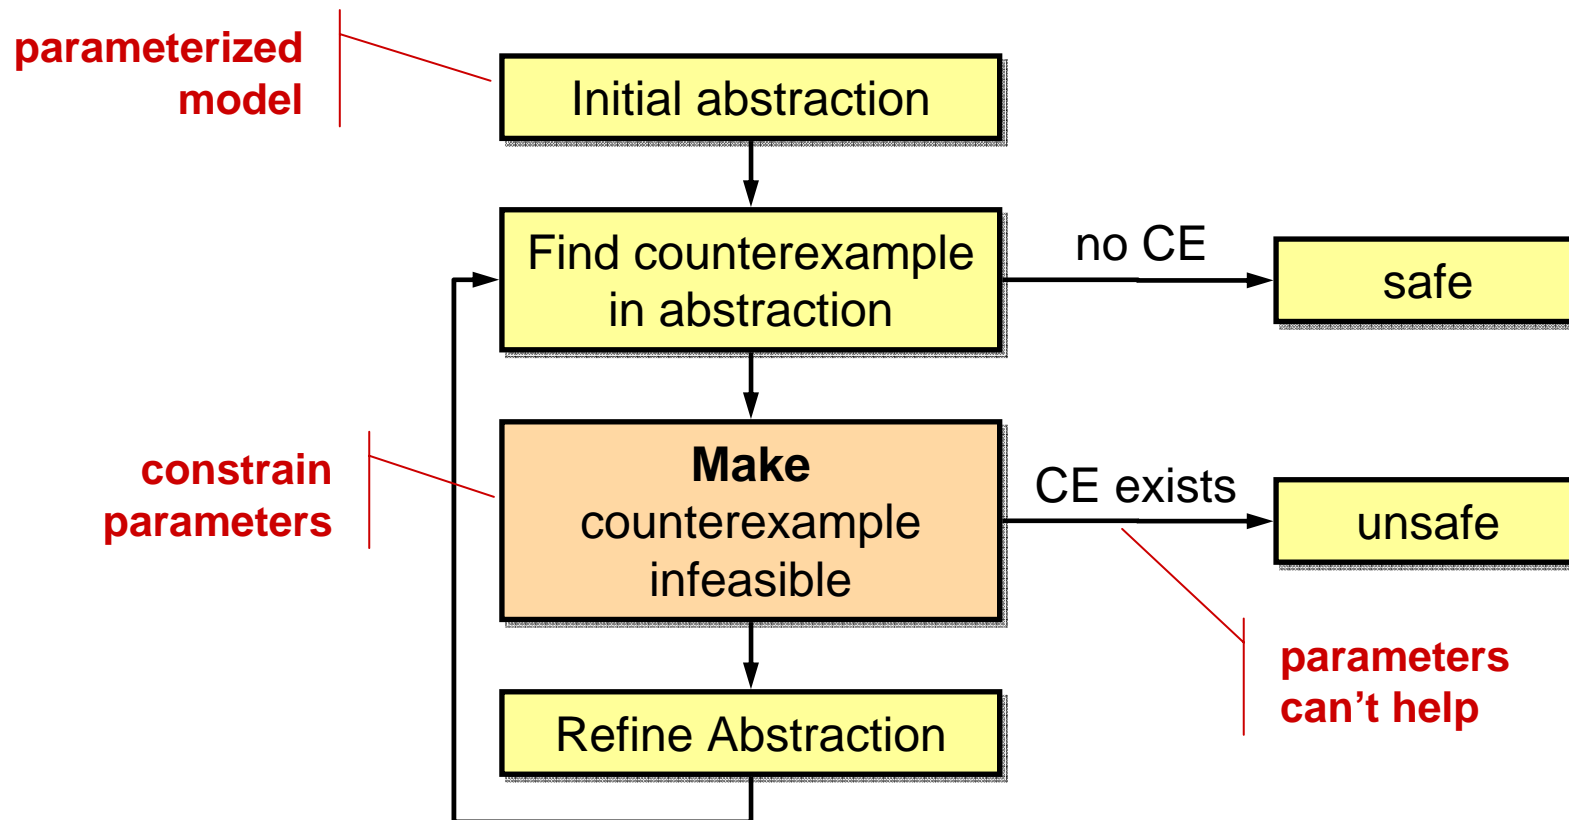 parameterized
model
Initial abstraction
Find counterexample
in abstraction
no CE
safe
constrain
parameters
Make
counterexample
infeasible
CE exists
unsafe
parameters
can't help
Refine Abstraction